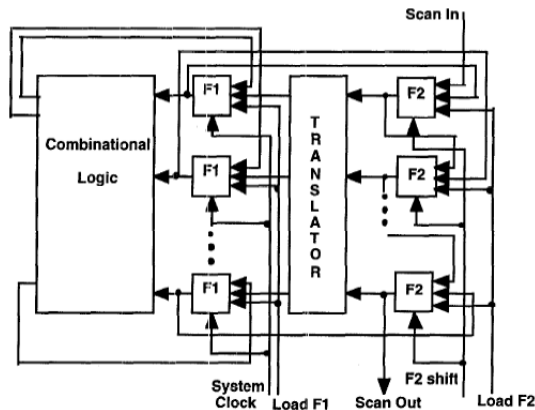 Scan In
F1
F2
Combinational
Logic
TRANSLATOR
F1
F2
F1
F2
System
Clock
Load F1
Scan Out
F2 shift
Load F2